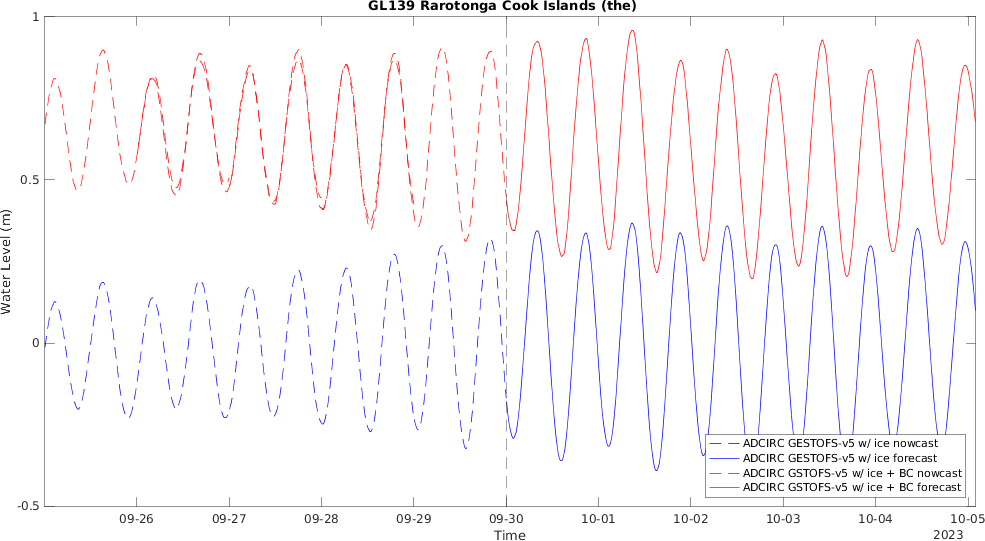 GL139 Rarotonga Cook Islands (the)
1
0.5
0
-0.5
Water Level (m)
ADCIRC GESTOFS-v5 w/ ice nowcast
ADCIRC GESTOFS-v5 w/ ice forecast
ADCIRC GSTOFS-v5 w/ ice + BC nowcast
ADCIRC GSTOFS-v5 w/ ice + BC forecast
09-26 09-27 09-28 09-29 09-30 10-01 10-02 10-03 10-04 10-05
Time
2023